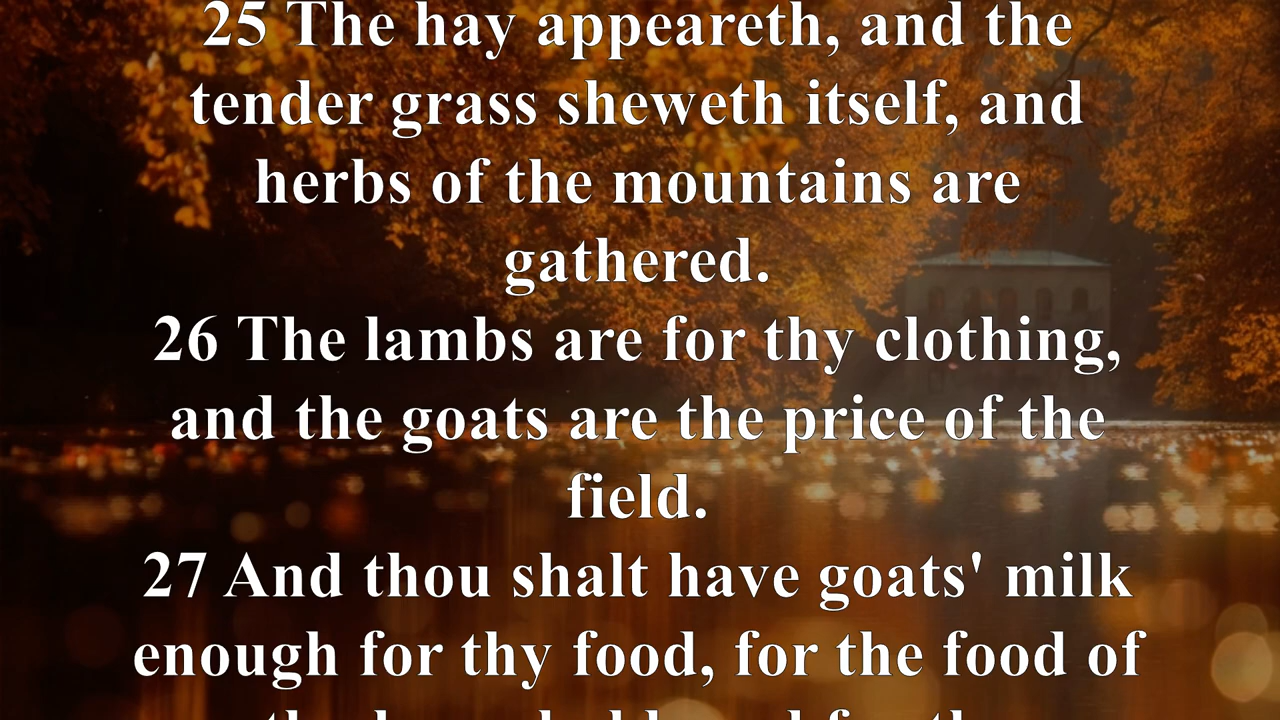 25 The hay appeareth, and the
tender grass sheweth itself, and
herbs of the mountains are
gathered.
26 The lambs are for thy clothing,
and the goats are the price of the
field.
27 And thou shalt have goats' milk
enough for thy food, for the food of